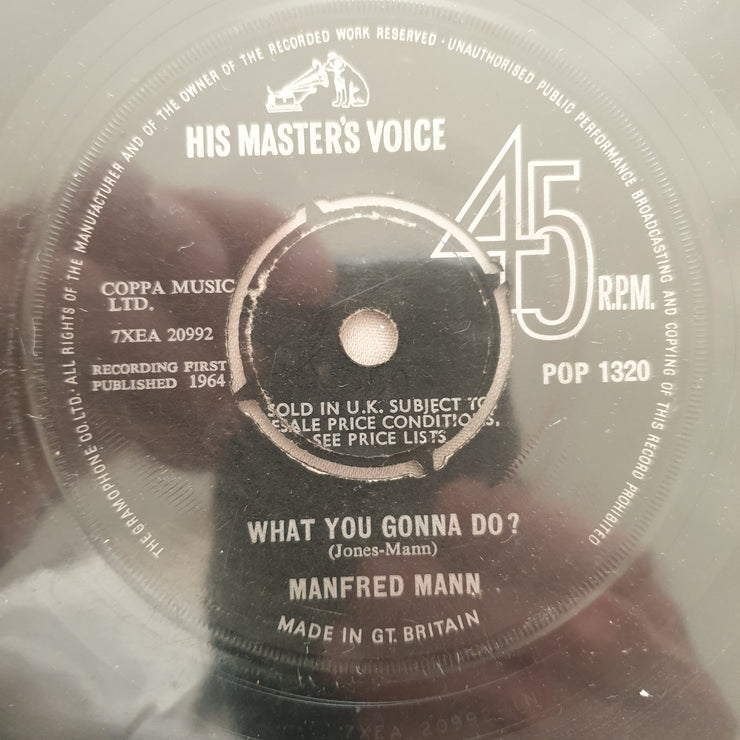 THE GRAMOPHONE CO. LTD. ALL RIGHTS OF THE MANUFACTURER AND OF THE OWNER OF THE RECORDED WORK RESERVED · UNAUTHORISED PUBLIC PERFORMANCE BROADCASTING AND COPYING OF THIS RECORD PROHIBITED
HIS MASTER'S VOICE
45
R.P.M.
COPPA MUSIC
LTD.
7XEA 20992
RECORDING FIRST
PUBLISHED 1964
POP 1320
SOLD IN U.K. SUBJECT TO
ESALE PRICE CONDITIONS,
SEE PRICE LISTS
WHAT YOU GONNA DO?
(Jones-Mann)
MANFRED MANN
MADE IN GT. BRITAIN
7XEA 20992